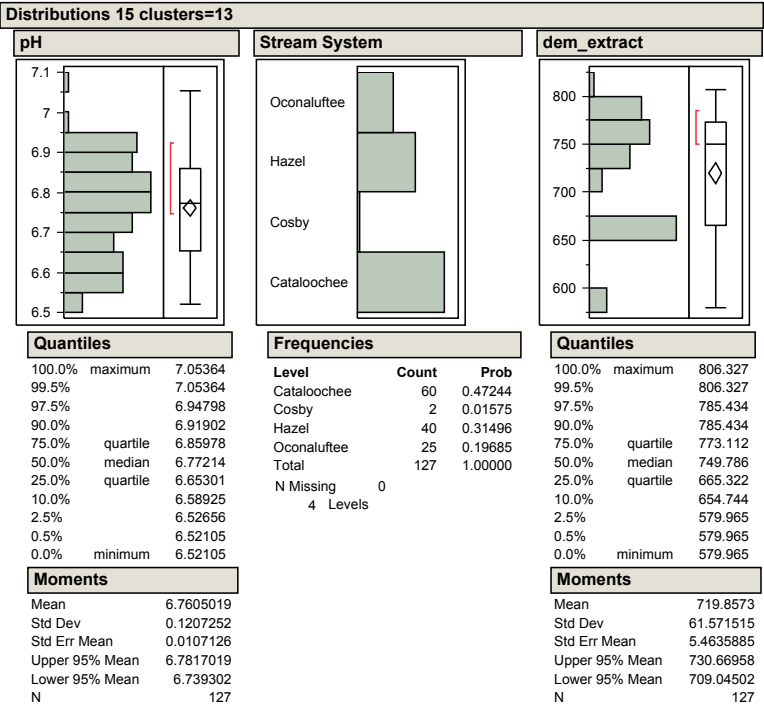 Distributions 15 clusters=13
pH
7.1
7
6.9
6.8
6.7
6.6
6.5
Quantiles
100.0% maximum 7.05364
99.5% 7.05364
97.5% 6.94798
90.0% 6.91902
75.0% quartile 6.85978
50.0% median 6.77214
25.0% quartile 6.65301
10.0% 6.58925
2.5% 6.52656
0.5% 6.52105
0.0% minimum 6.52105
Moments
Mean 6.7605019
Std Dev 0.1207252
Std Err Mean 0.0107126
Upper 95% Mean 6.7817019
Lower 95% Mean 6.739302
N 127
Stream System
Oconaluftee
Hazel
Cosby
Cataloochee
Frequencies
Level Count Prob
Cataloochee 60 0.47244
Cosby 2 0.01575
Hazel 40 0.31496
Oconaluftee 25 0.19685
Total 127 1.00000
N Missing 0
4 Levels
dem_extract
800
750
700
650
600
Quantiles
100.0% maximum 806.327
99.5% 806.327
97.5% 785.434
90.0% 785.434
75.0% quartile 773.112
50.0% median 749.786
25.0% quartile 665.322
10.0% 654.744
2.5% 579.965
0.5% 579.965
0.0% minimum 579.965
Moments
Mean 719.8573
Std Dev 61.571515
Std Err Mean 5.4635885
Upper 95% Mean 730.66958
Lower 95% Mean 709.04502
N 127